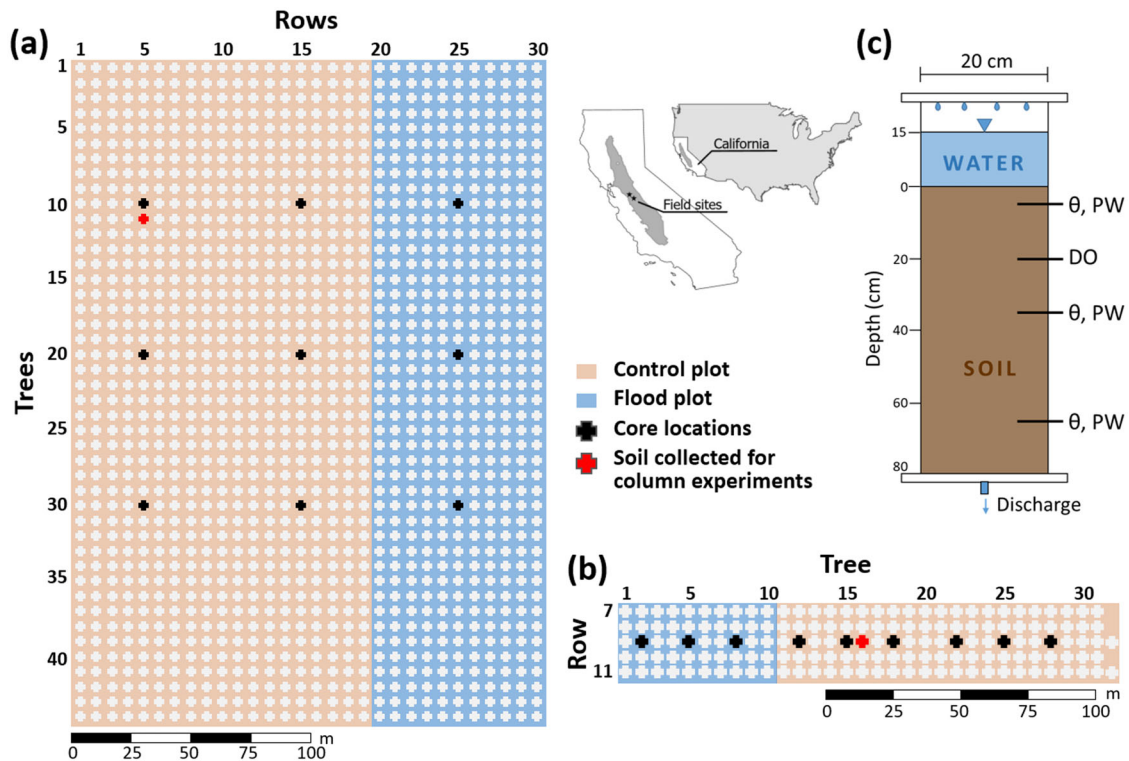 (a)
Rows
1 5 10 15 20 25 30
Trees
1
5
10
15
20
25
30
35
40
0 25 50 75 100 m
California
Field sites
Control plot
Flood plot
Core locations
Soil collected for
column experiments
(c)
20 cm
15
WATER
0
θ, PW
DO
20
θ, PW
Depth (cm)
40
SOIL
60
θ, PW
80
Discharge
(b)
Tree
1 5 10 15 20 25 30
Row
7
11
m
0 25 50 75 100